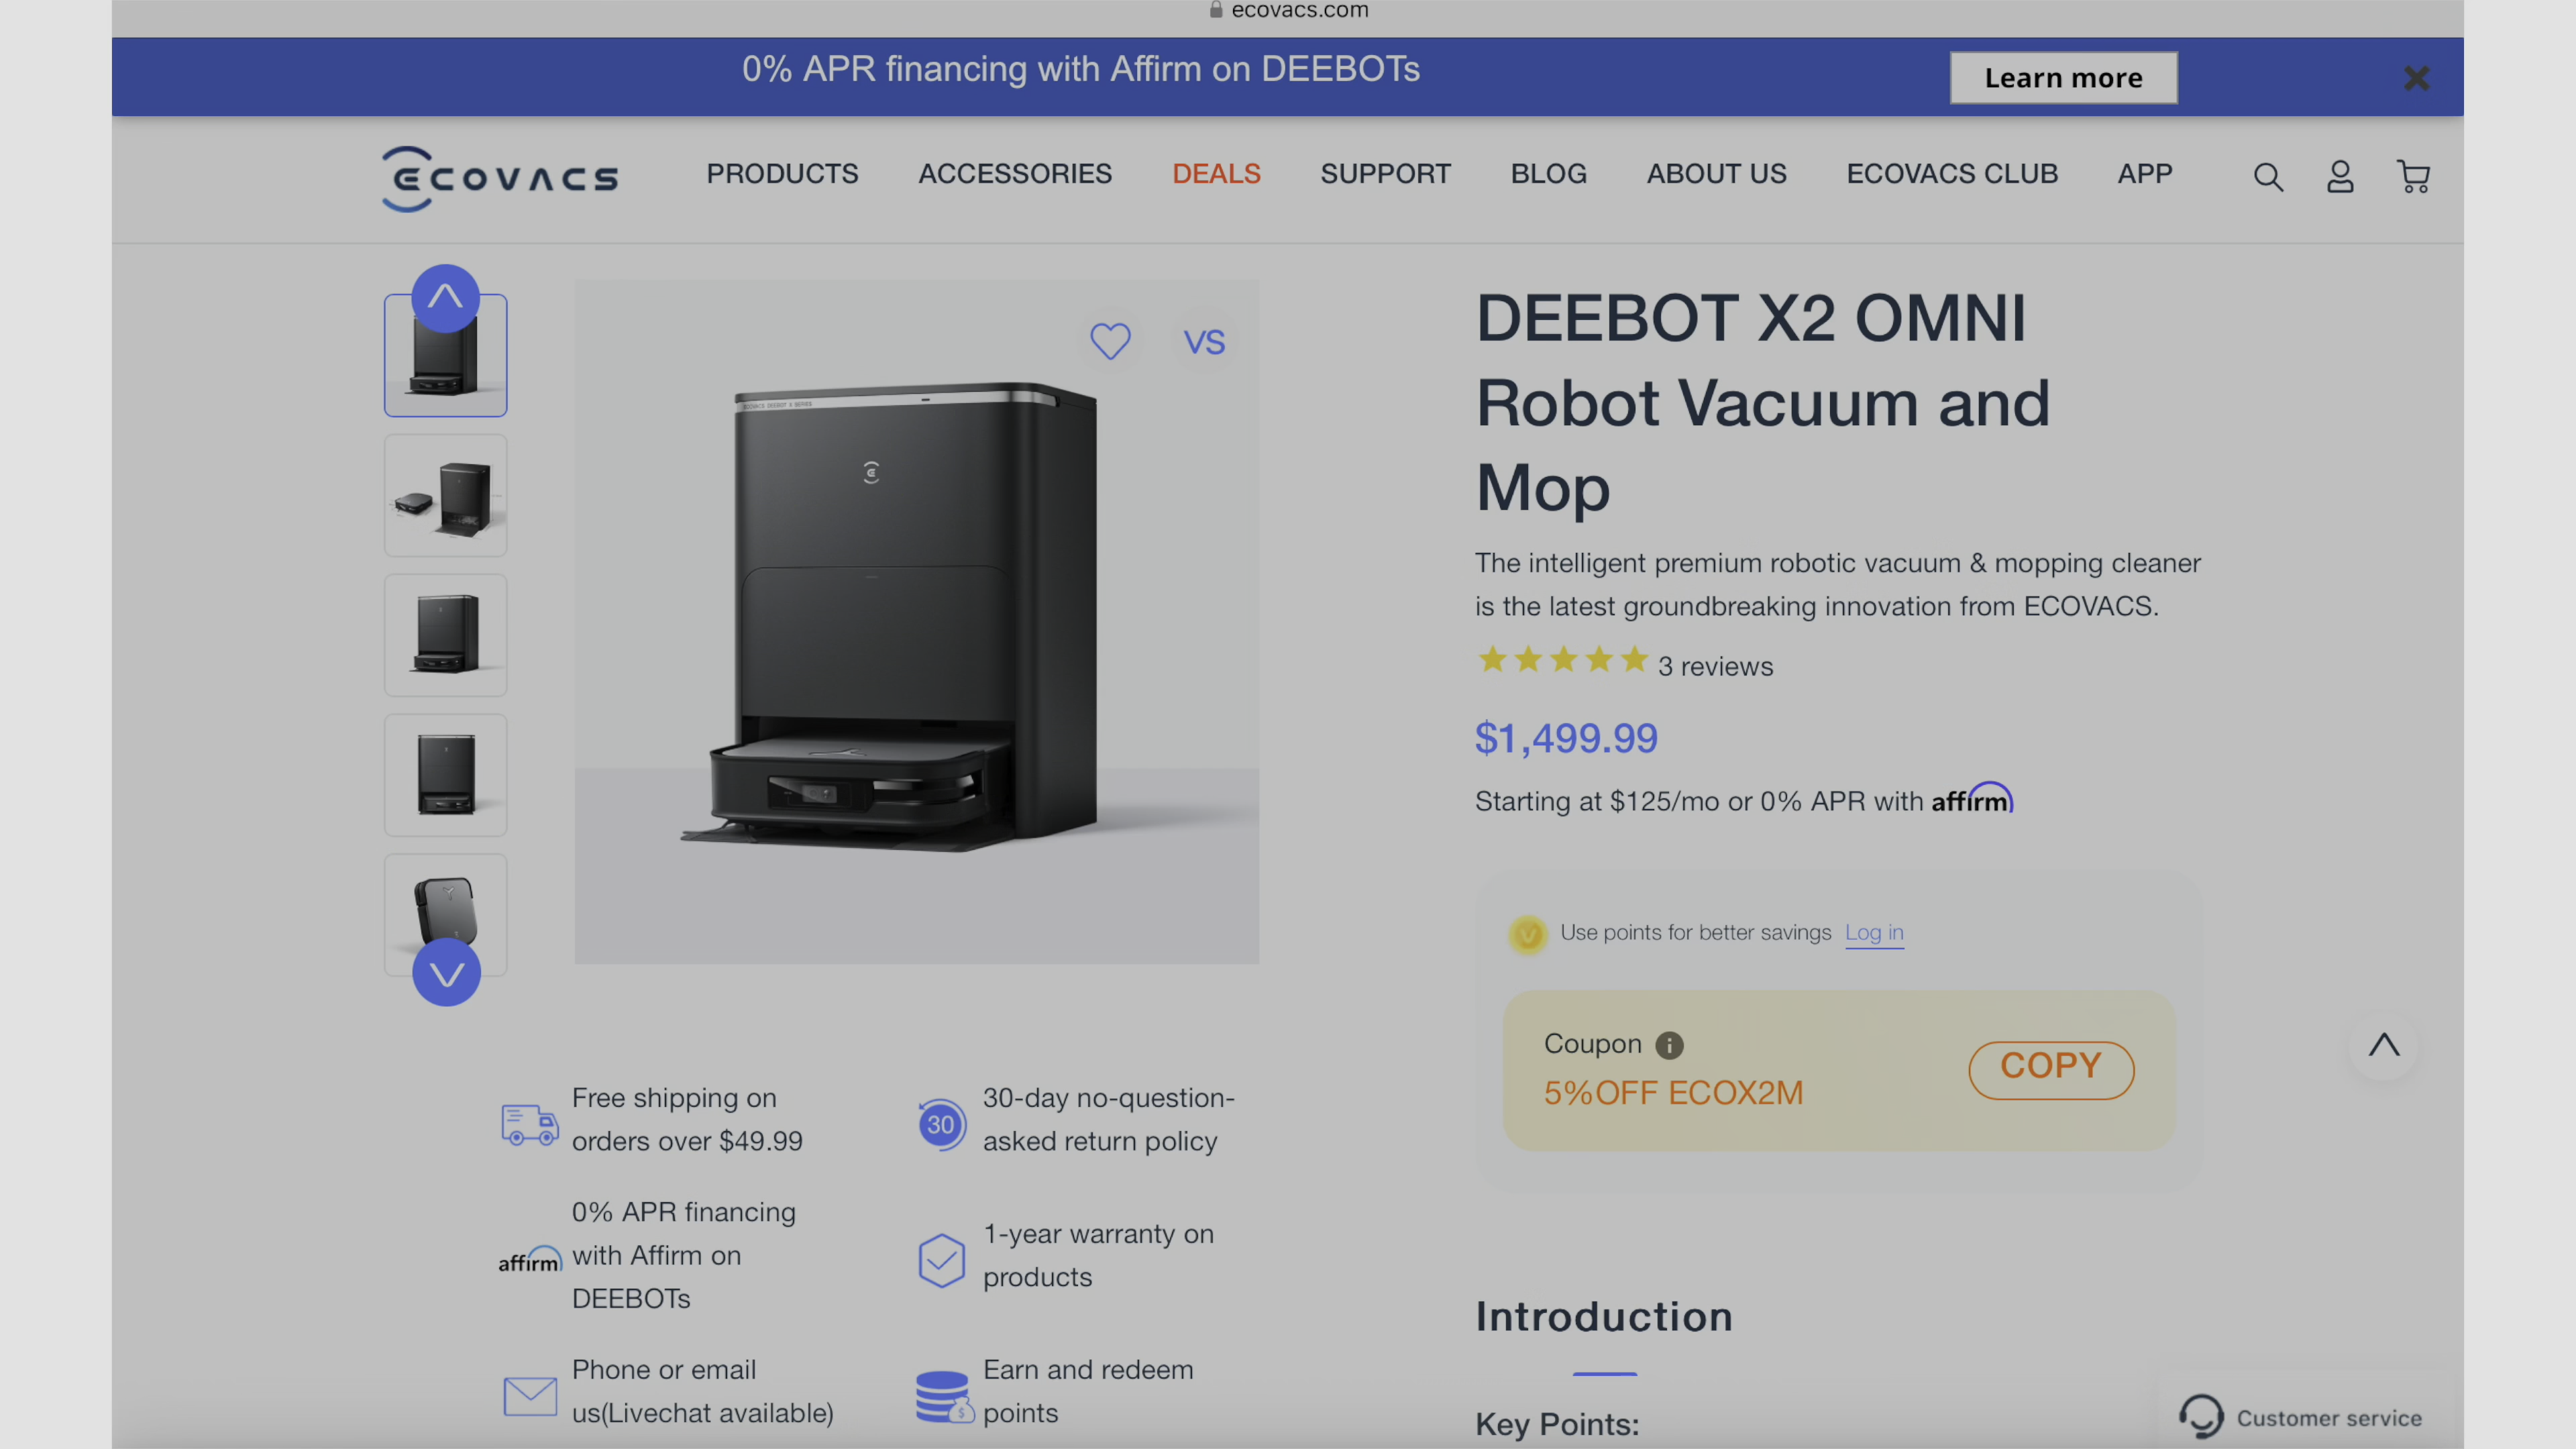 ecovacs.com
0% APR financing with Affirm on DEEBOTs
Learn more
ECOVACS
PRODUCTS
ACCESSORIES
DEALS
SUPPORT
BLOG
ABOUT US
ECOVACS CLUB
APP
VS
ECOVACS DEEBOT X SERIES
DEEBOT X2 OMNI
Robot Vacuum and
Mop
The intelligent premium robotic vacuum & mopping cleaner
is the latest groundbreaking innovation from ECOVACS.
3 reviews
$1,499.99
Starting at $125/mo or 0% APR with affirm
Use points for better savings Log in
Coupon
5%OFF ECOX2M
COPY
Free shipping on
orders over $49.99
30
30-day no-question-
asked return policy
affirm
0% APR financing
with Affirm on
DEEBOTs
1-year warranty on
products
Phone or email
us(Livechat available)
Earn and redeem
points
Introduction
Key Points:
Customer service